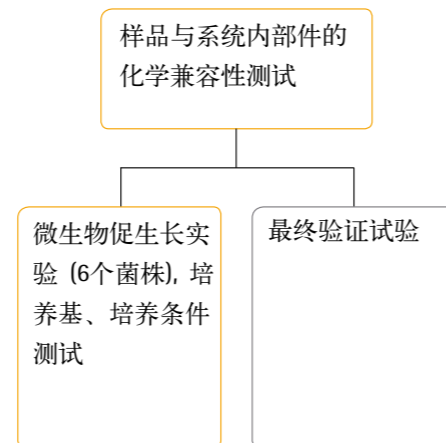 样品与系统内部件的
化学兼容性测试
微生物促生长实
验 (6个菌株), 培
养基、培养条件
测试
最终验证试验